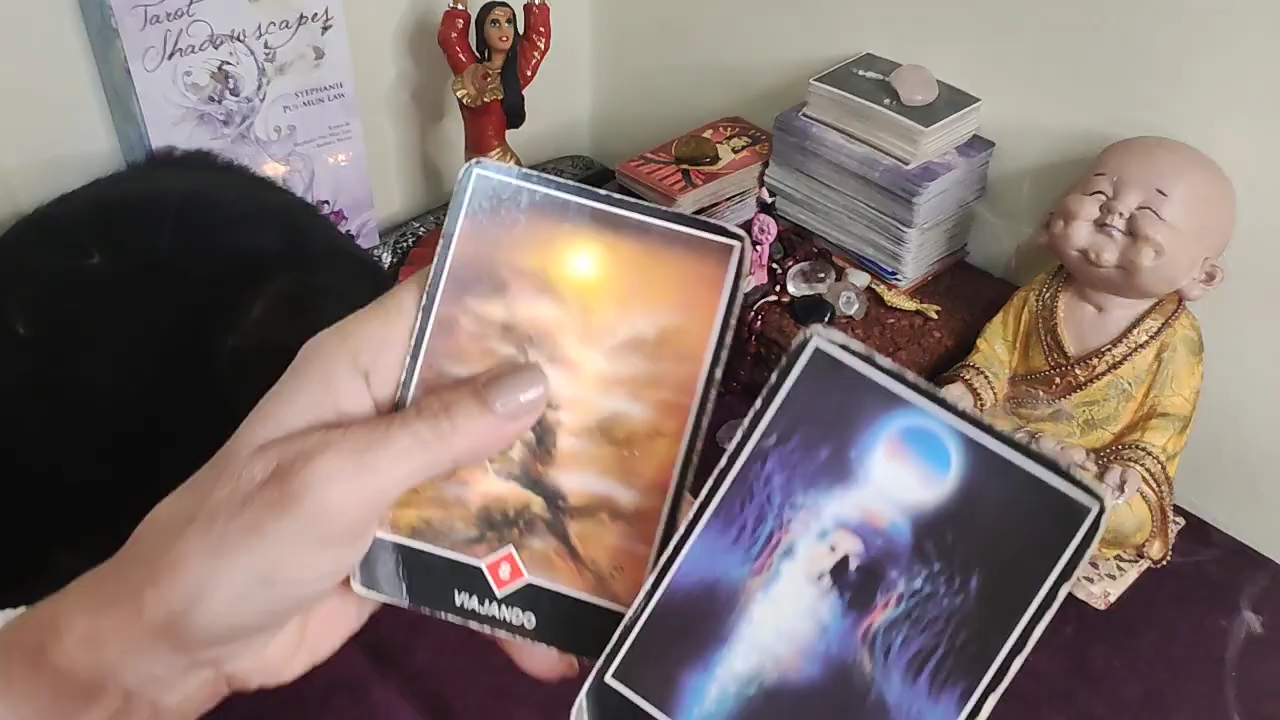 Tarot
Shadowscapes
STEPHANIE
PUI-MUN LAW
VIAJANDO